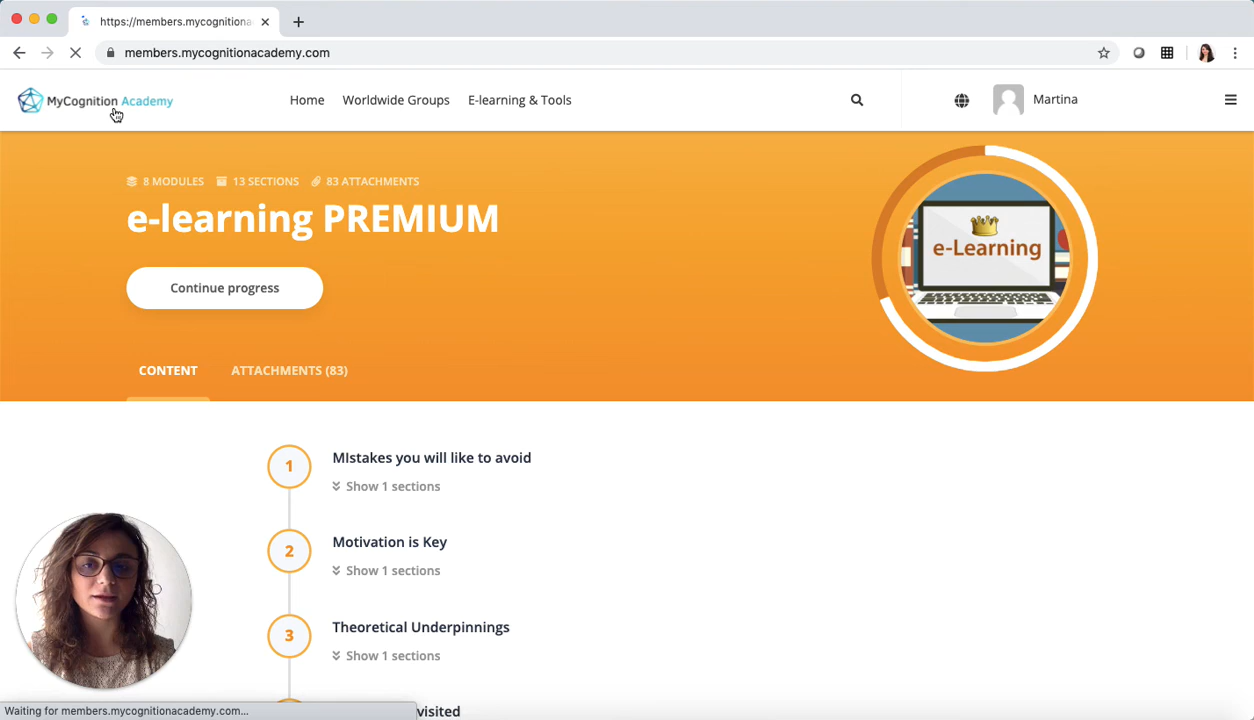 https://members.mycognitiona
members.mycognitionacademy.com
MyCognition Academy
Home
Worldwide Groups
E-learning & Tools
Martina
8 MODULES
13 SECTIONS
83 ATTACHMENTS
e-learning PREMIUM
Continue progress
e-Learning
CONTENT
ATTACHMENTS (83)
1
MIstakes you will like to avoid
Show 1 sections
2
Motivation is Key
Show 1 sections
3
Theoretical Underpinnings
Show 1 sections
visited
Waiting for members.mycognitionacademy.com...